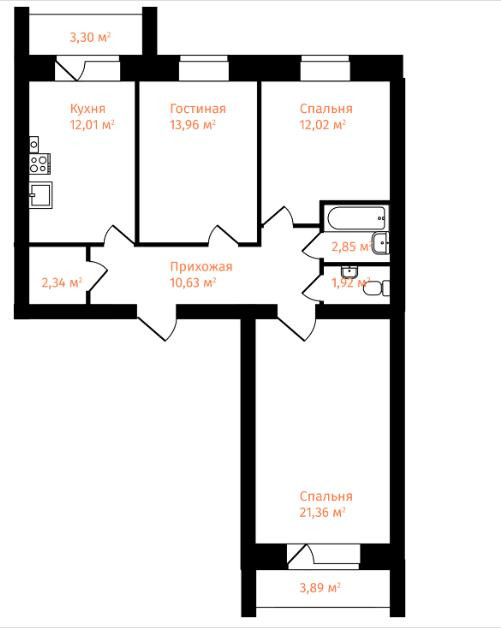 3,30 м²
Кухня
12,01 м²
Гостиная
13,96 м²
Спальня
12,02 м²
2,85 м²
Прихожая
10,63 м²
2,34 м²
1,92 м²
Спальня
21,36 м²
3,89 м²